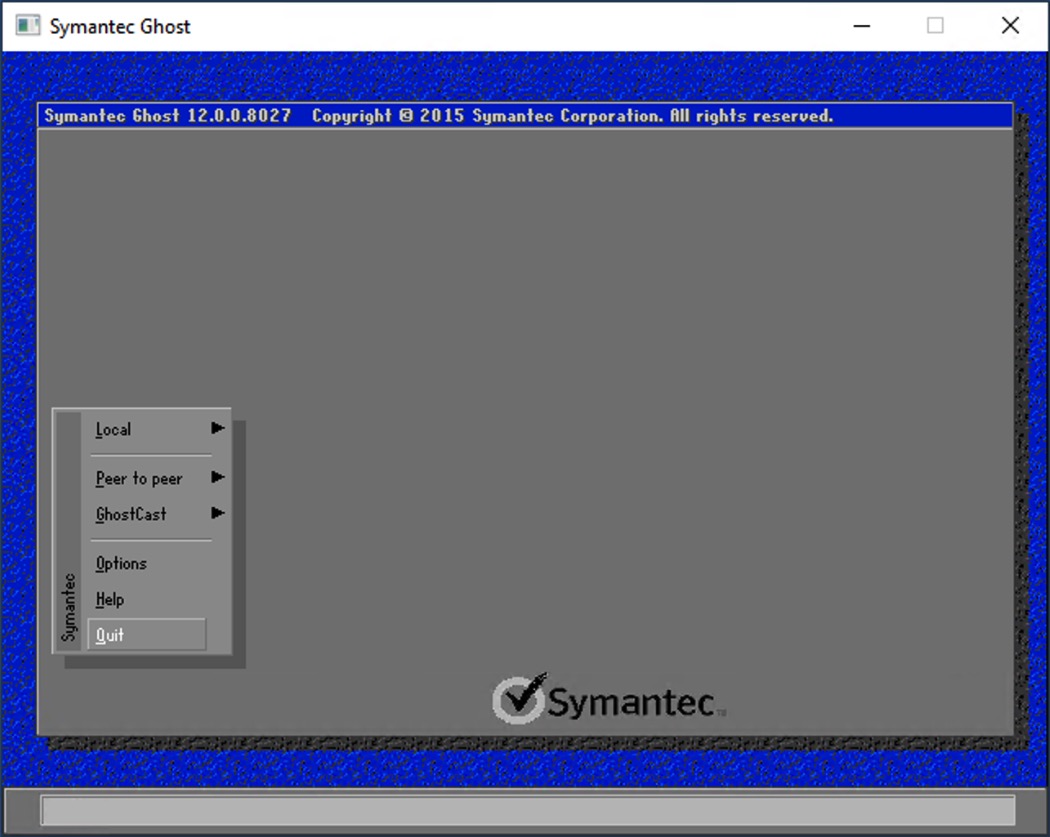 Symantec Ghost
Symantec Ghost 12.0.0.8027 Copyright © 2015 Symantec Corporation. All rights reserved.
Local
Peer to peer
GhostCast
Options
Help
Quit
Symantec
Symantec™